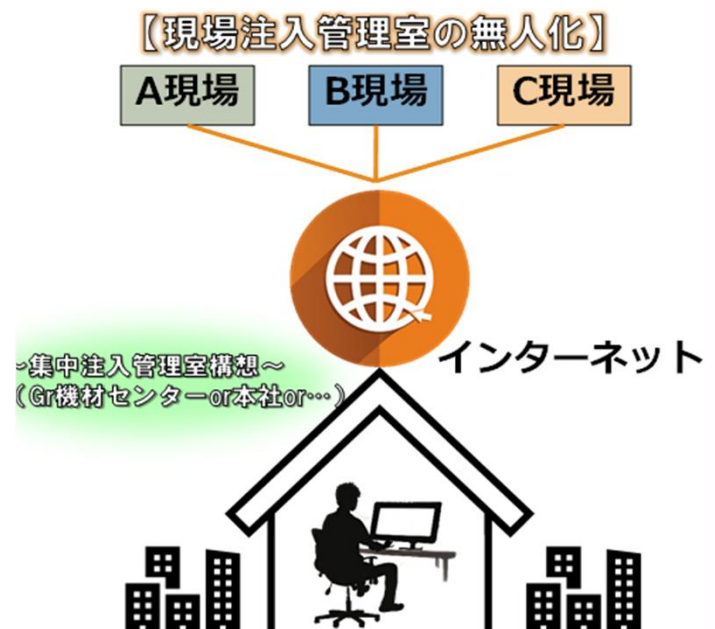 【現場注入管理室の無人化】
A現場
B現場
C現場
インターネット
~集中注入管理室構想~
（Gr機材センターor本社or…）